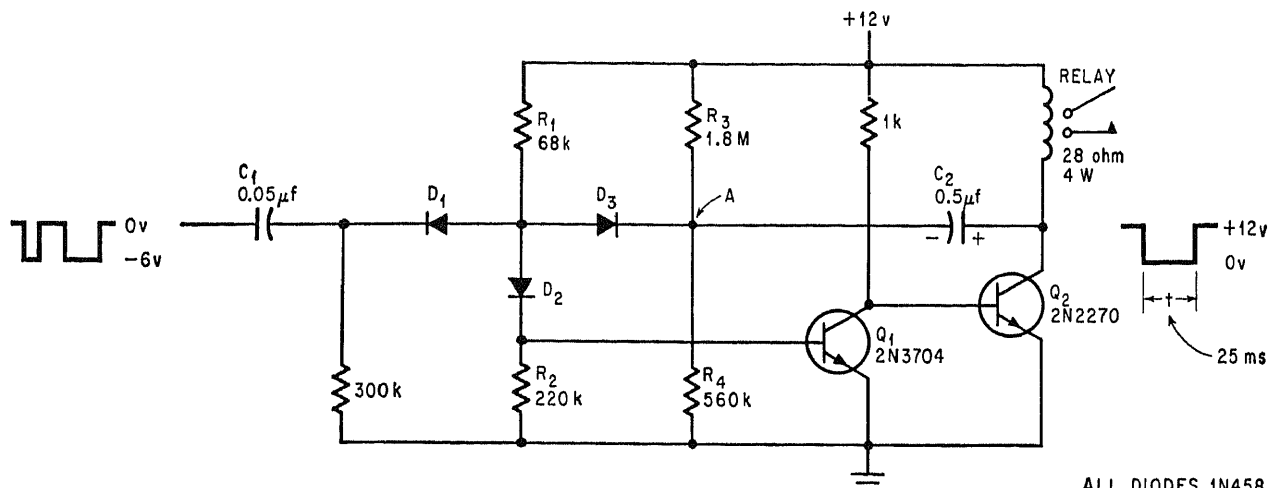 +12v
RELAY
R1
68k
R3
1.8M
1k
28 ohm
4 W
C1
0.05µf
D1
D3
A
C2
0.5µf
0v
-6v
- +
+12v
0v
D2
Q2
2N2270
t
Q1
2N3704
25 ms
300k
R2
220k
R4
560k
ALL DIODES 1N458